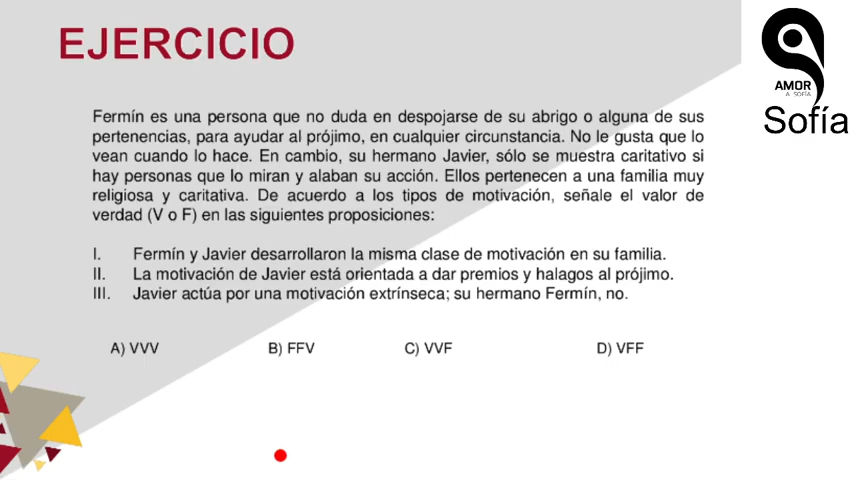 EJERCICIO
AMOR
A SOFÍA
Sofía
Fermín es una persona que no duda en despojarse de su abrigo o alguna de sus
pertenencias, para ayudar al prójimo, en cualquier circunstancia. No le gusta que lo
vean cuando lo hace. En cambio, su hermano Javier, sólo se muestra caritativo si
hay personas que lo miran y alaban su acción. Ellos pertenecen a una familia muy
religiosa y caritativa. De acuerdo a los tipos de motivación, señale el valor de
verdad (V o F) en las siguientes proposiciones:
I. Fermín y Javier desarrollaron la misma clase de motivación en su familia.
II. La motivación de Javier está orientada a dar premios y halagos al prójimo.
III. Javier actúa por una motivación extrínseca; su hermano Fermín, no.
A) VVV B) FFV C) VVF D) VFF